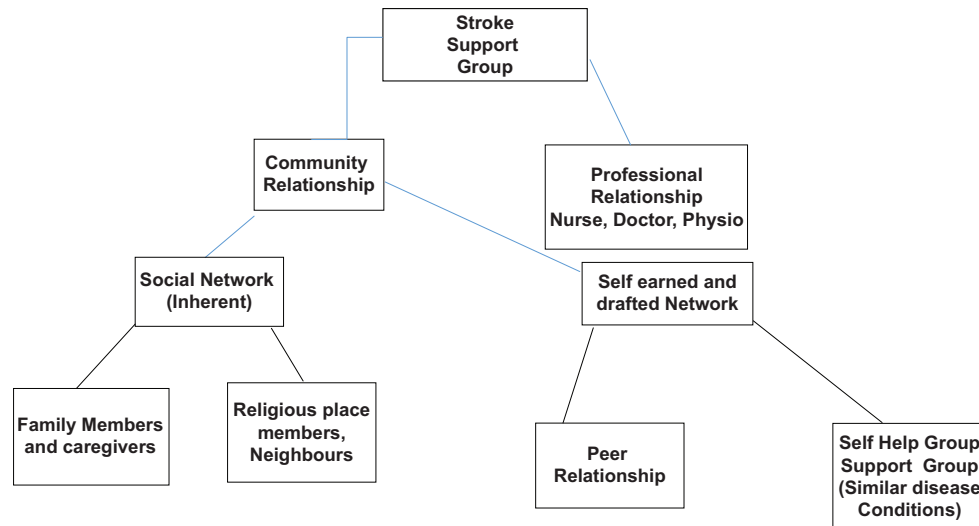 Stroke
Support
Group
Community
Relationship
Professional
Relationship
Nurse, Doctor, Physio
Social Network
(Inherent)
Self earned and
drafted Network
Family Members
and caregivers
Religious place
members,
Neighbours
Peer
Relationship
Self Help Group
Support Group
(Similar disease
Conditions)